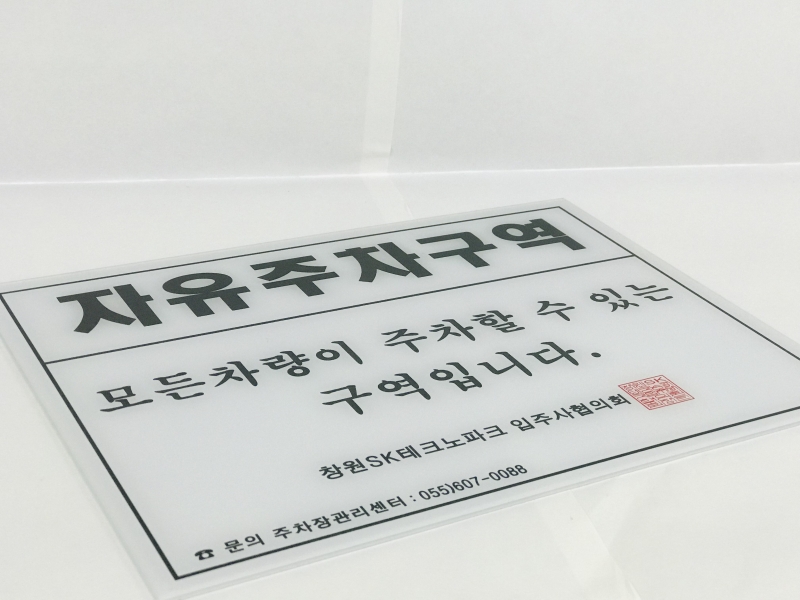 자유주차구역
모든차량이 주차할 수 있는
구역입니다.
창원SK테크노파크 입주사협의회
☎ 문의 주차장관리센터 : 055)607-0088